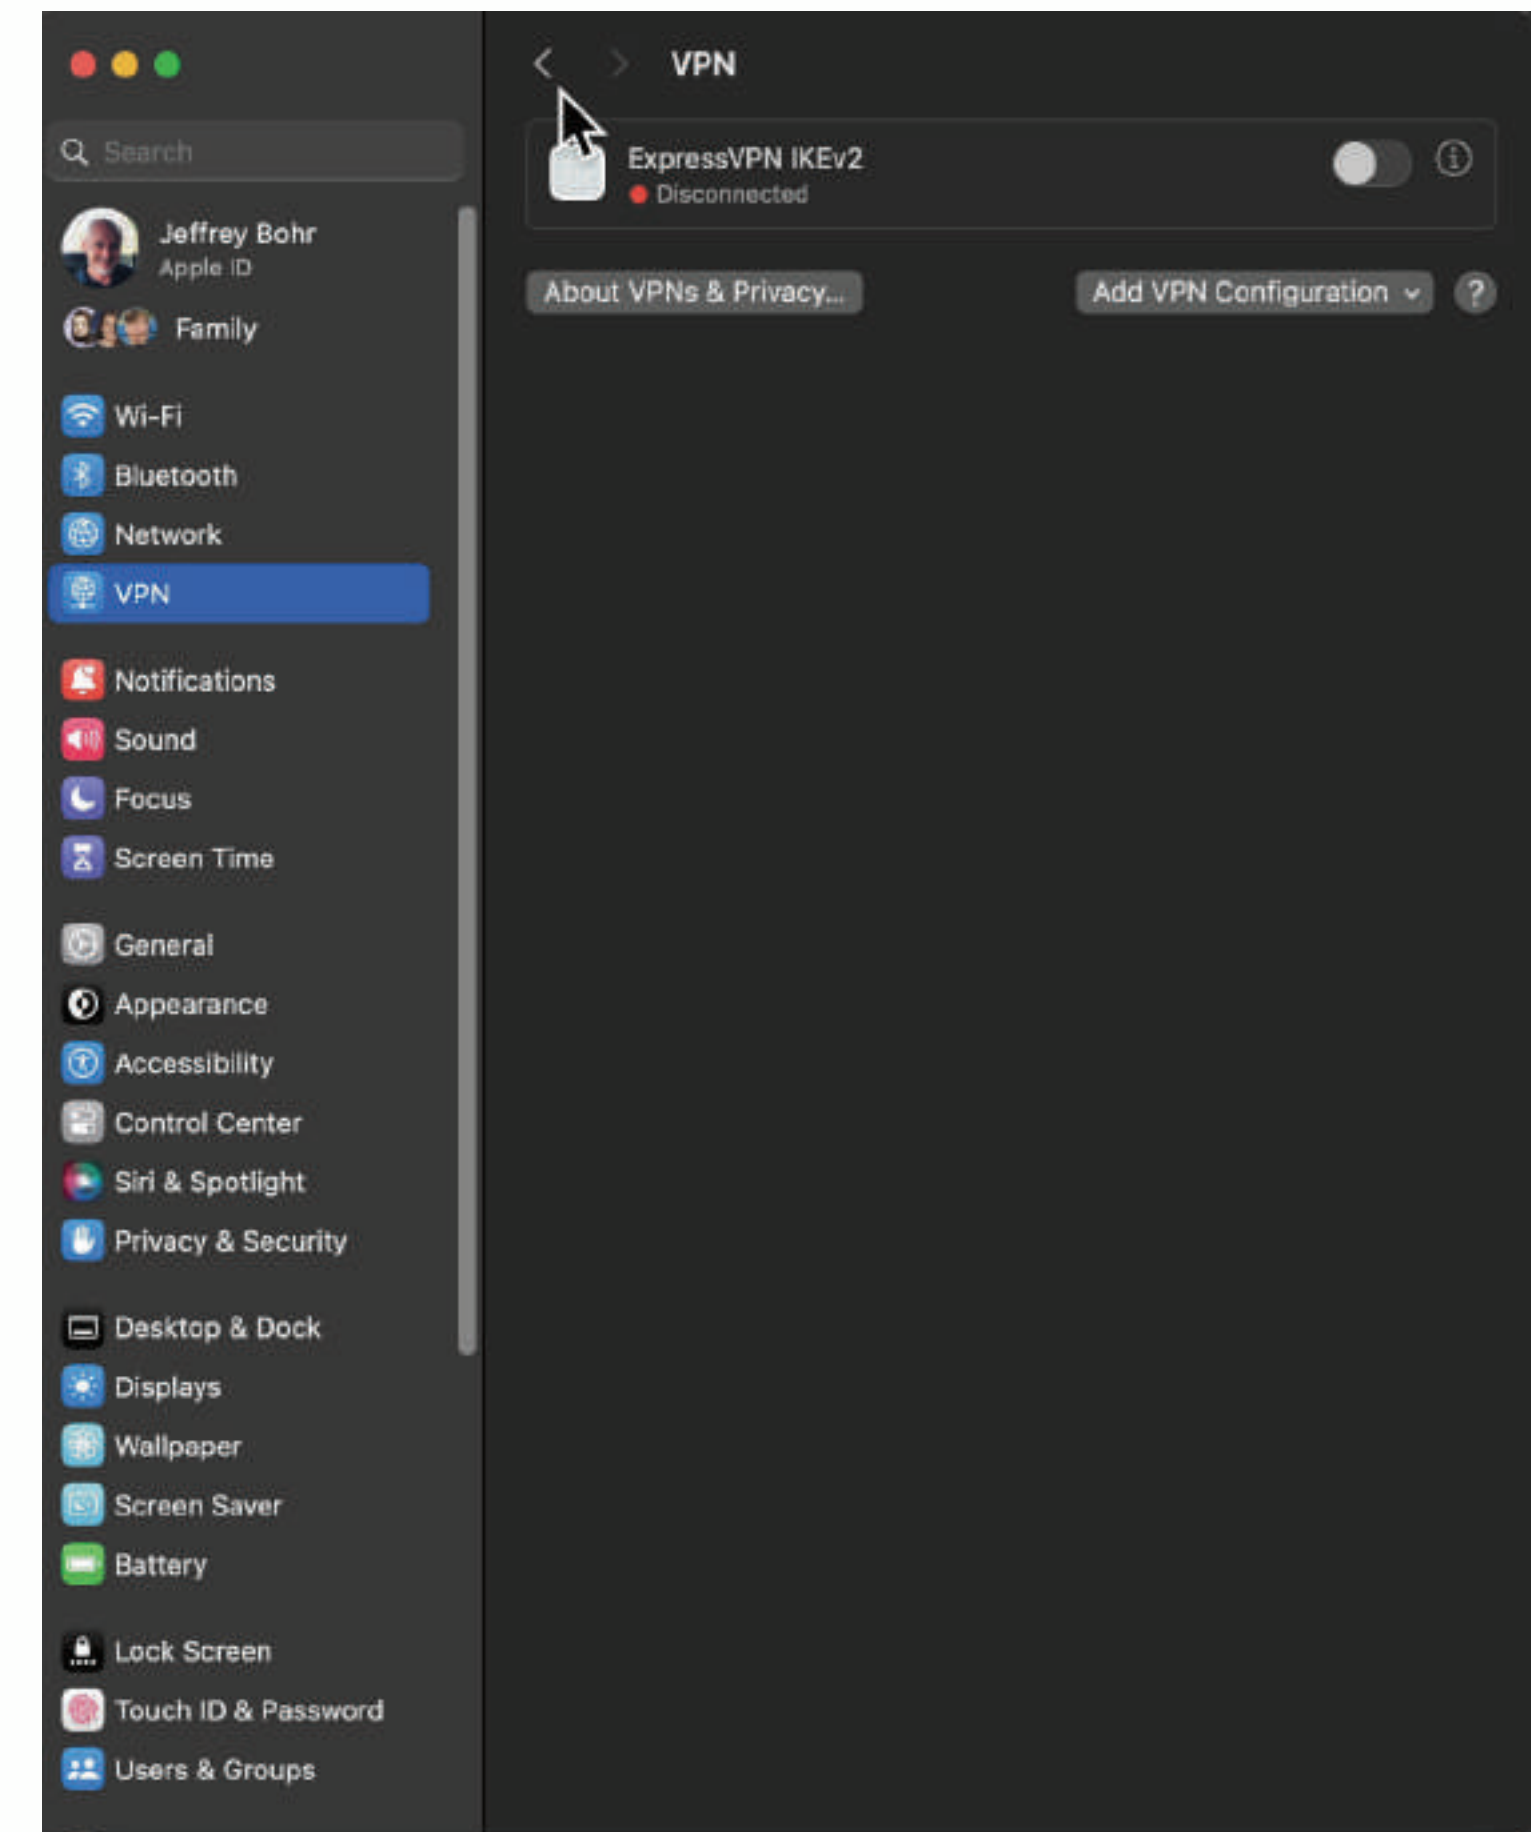 VPN
Search
ExpressVPN IKEv2
Disconnected
Jeffrey Bohr
Apple ID
About VPNs & Privacy...
Add VPN Configuration
?
Family
Wi-Fi
Bluetooth
Network
VPN
Notifications
Sound
Focus
Screen Time
General
Appearance
Accessibility
Control Center
Siri & Spotlight
Privacy & Security
Desktop & Dock
Displays
Wallpaper
Screen Saver
Battery
Lock Screen
Touch ID & Password
Users & Groups